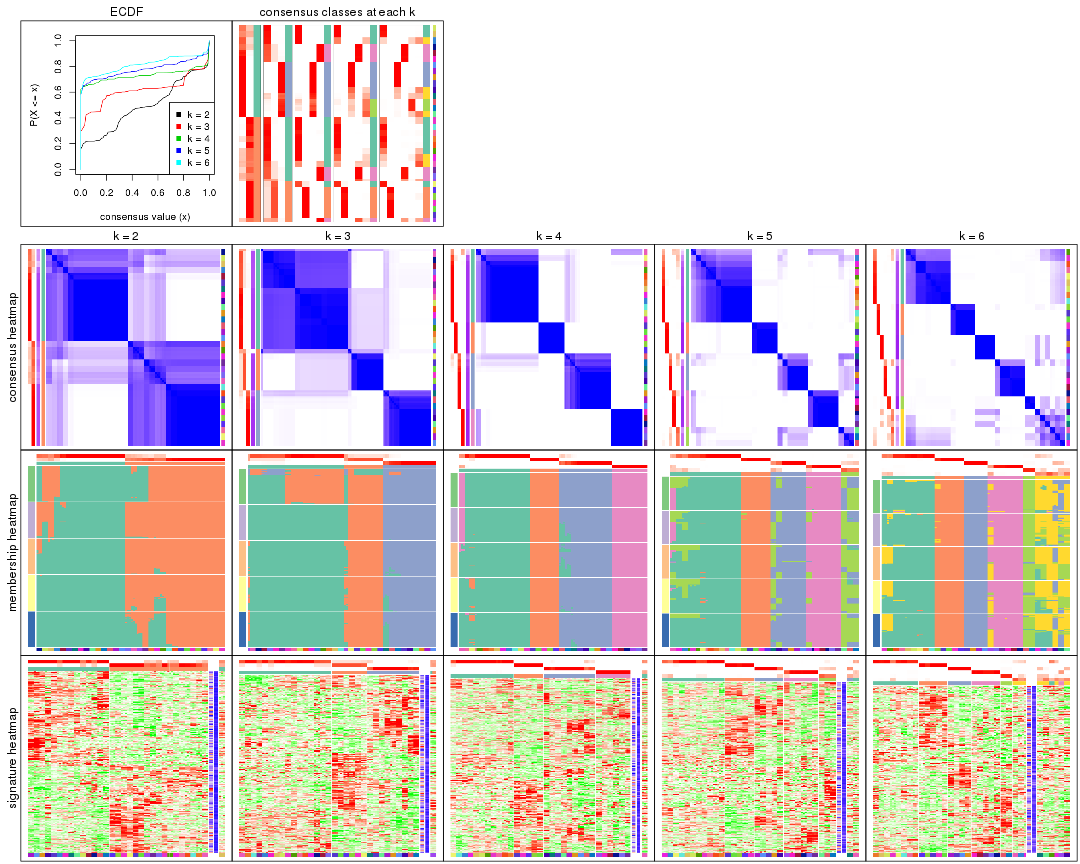 ECDF
consensus classes at each k
P(X <= x)
0.0 0.2 0.4 0.6 0.8 1.0
k = 2
k = 3
k = 4
k = 5
k = 6
0.0 0.2 0.4 0.6 0.8 1.0
consensus value (x)
k = 2 k = 3 k = 4 k = 5 k = 6
consensus heatmap
membership heatmap
signature heatmap